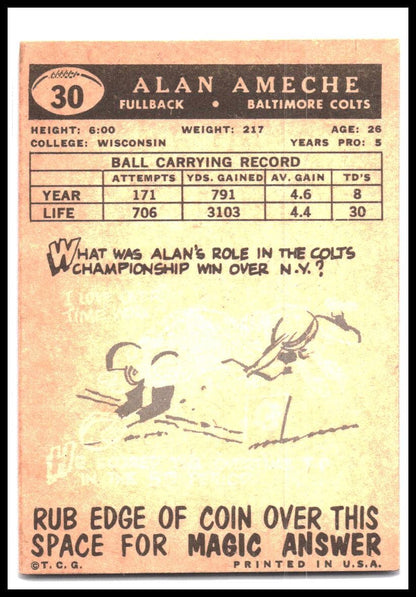 30
ALAN AMECHE
FULLBACK • BALTIMORE COLTS
HEIGHT: 6:00 WEIGHT: 217 AGE: 26
COLLEGE: WISCONSIN YEARS PRO: 5
BALL CARRYING RECORD
ATTEMPTS YDS. GAINED AV. GAIN TD'S
YEAR 171 791 4.6 8
LIFE 706 3103 4.4 30
WHAT WAS ALAN'S ROLE IN THE COLTS
CHAMPIONSHIP WIN OVER N.Y.?
RUB EDGE OF COIN OVER THIS
SPACE FOR MAGIC ANSWER
©T.C.G. PRINTED IN U.S.A.